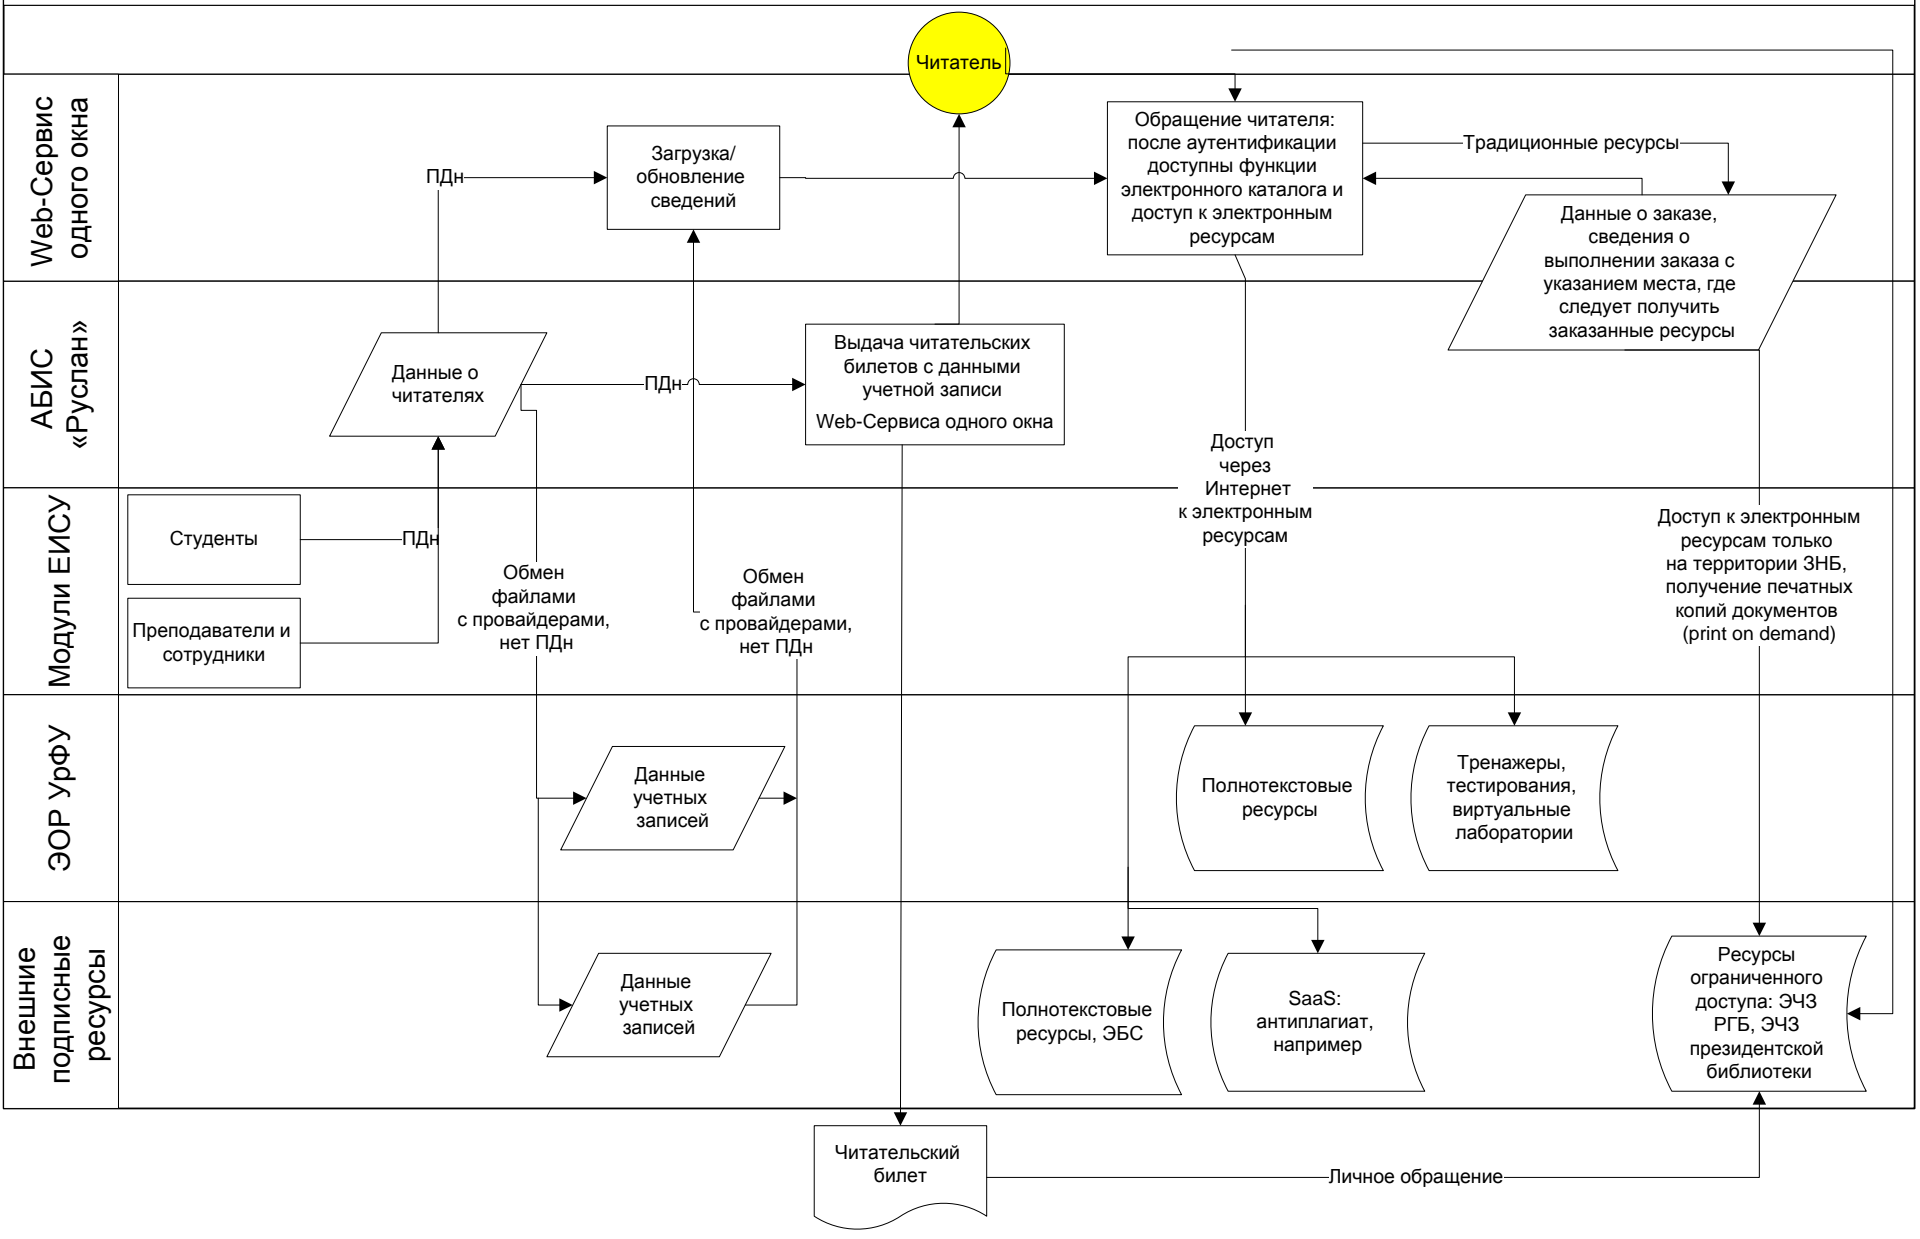 Читатель
Web-Сервис
одного окна
Загрузка/
обновление
сведений
ПДн
Обращение читателя:
после аутентификации
доступны функции
электронного каталога и
доступ к электронным
ресурсам
Традиционные ресурсы
Данные о заказе,
сведения о
выполнении заказа с
указанием места, где
следует получить
заказанные ресурсы
АБИС
«Руслан»
Данные о
читателях
ПДн
Выдача читательских
билетов с данными
учетной записи
Web-Сервиса одного окна
Доступ
через
Интернет
к электронным
ресурсам
Модули ЕИСУ
Студенты
ПДн
Преподаватели и
сотрудники
Обмен
файлами
с провайдерами,
нет ПДн
Обмен
файлами
с провайдерами,
нет ПДн
Доступ к электронным
ресурсам только
на территории ЗНБ,
получение печатных
копий документов
(print on demand)
ЭОР УрФУ
Данные
учетных
записей
Полнотекстовые
ресурсы
Тренажеры,
тестирования,
виртуальные
лаборатории
Внешние
подписные
ресурсы
Данные
учетных
записей
Полнотекстовые
ресурсы, ЭБС
SaaS:
антиплагиат,
например
Ресурсы
ограниченного
доступа: ЭЧЗ
РГБ, ЭЧЗ
президентской
библиотеки
Читательский
билет
Личное обращение